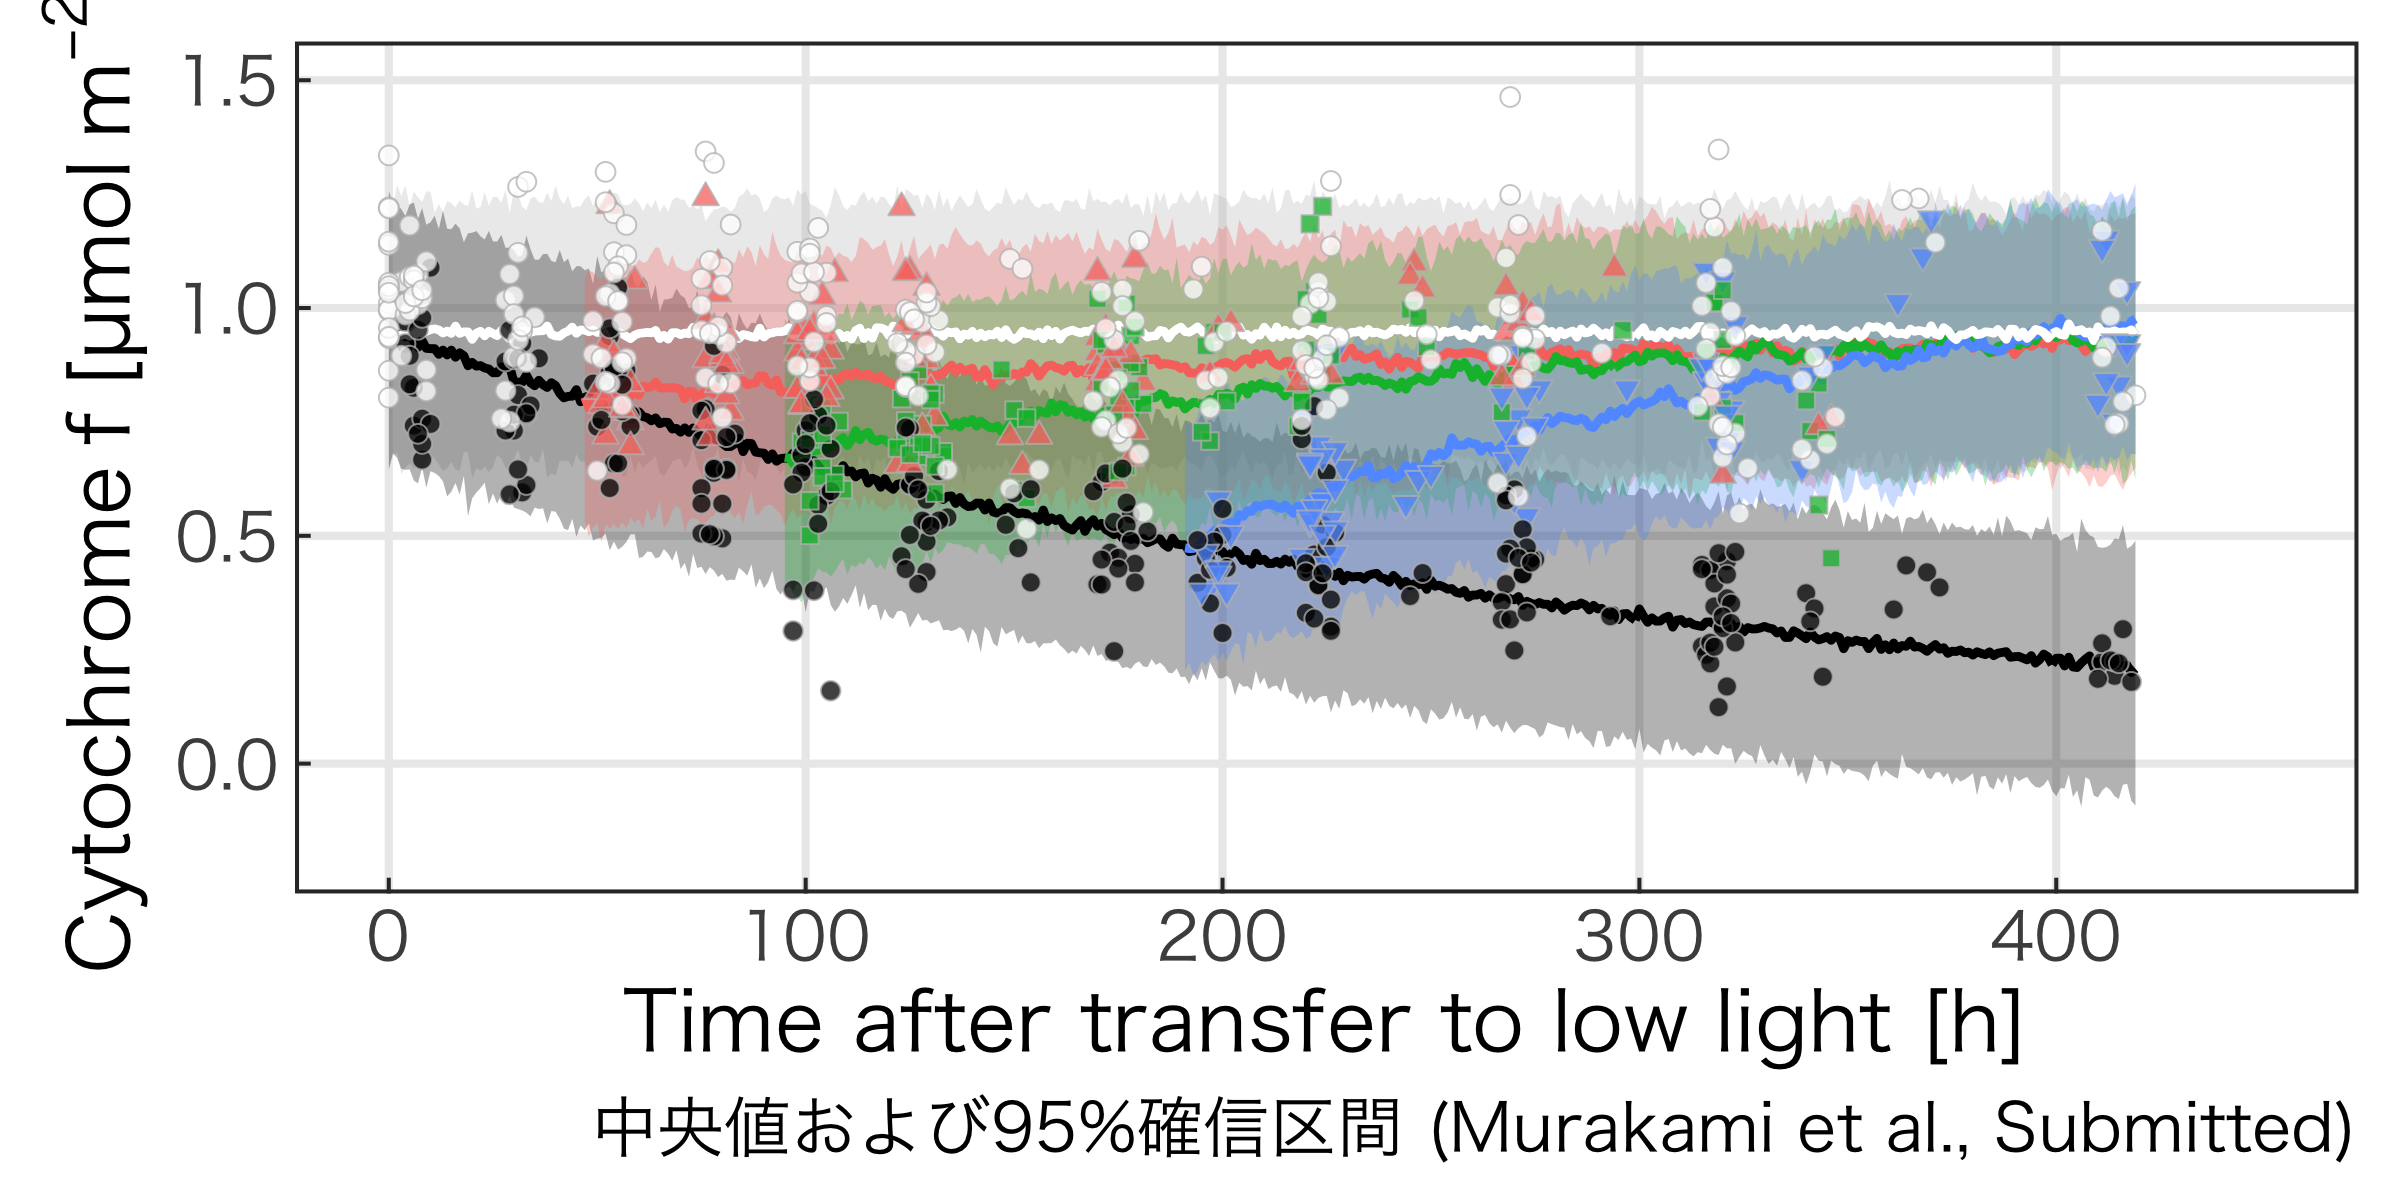 Cytochrome f [µmol m⁻²
1.5
1.0
0.5
0.0
0 100 200 300 400
Time after transfer to low light [h]
中央値および95%確信区間 (Murakami et al., Submitted)